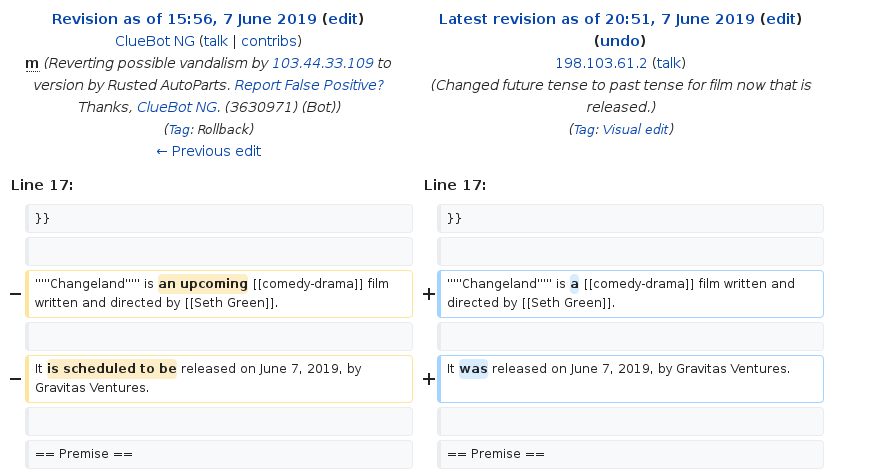 Revision as of 15:56, 7 June 2019 (edit)
ClueBot NG (talk | contribs)
m (Reverting possible vandalism by 103.44.33.109 to
version by Rusted AutoParts. Report False Positive?
Thanks, ClueBot NG. (3630971) (Bot))
(Tag: Rollback)
← Previous edit
Latest revision as of 20:51, 7 June 2019 (edit)
(undo)
198.103.61.2 (talk)
(Changed future tense to past tense for film now that is
released.)
(Tag: Visual edit)
Line 17:
Line 17:
}}
}}
− '''''Changeland''''' is an upcoming [[comedy-drama]] film
written and directed by [[Seth Green]].
+ '''''Changeland''''' is a [[comedy-drama]] film written and
directed by [[Seth Green]].
− It is scheduled to be released on June 7, 2019, by
Gravitas Ventures.
+ It was released on June 7, 2019, by Gravitas Ventures.
== Premise ==
== Premise ==